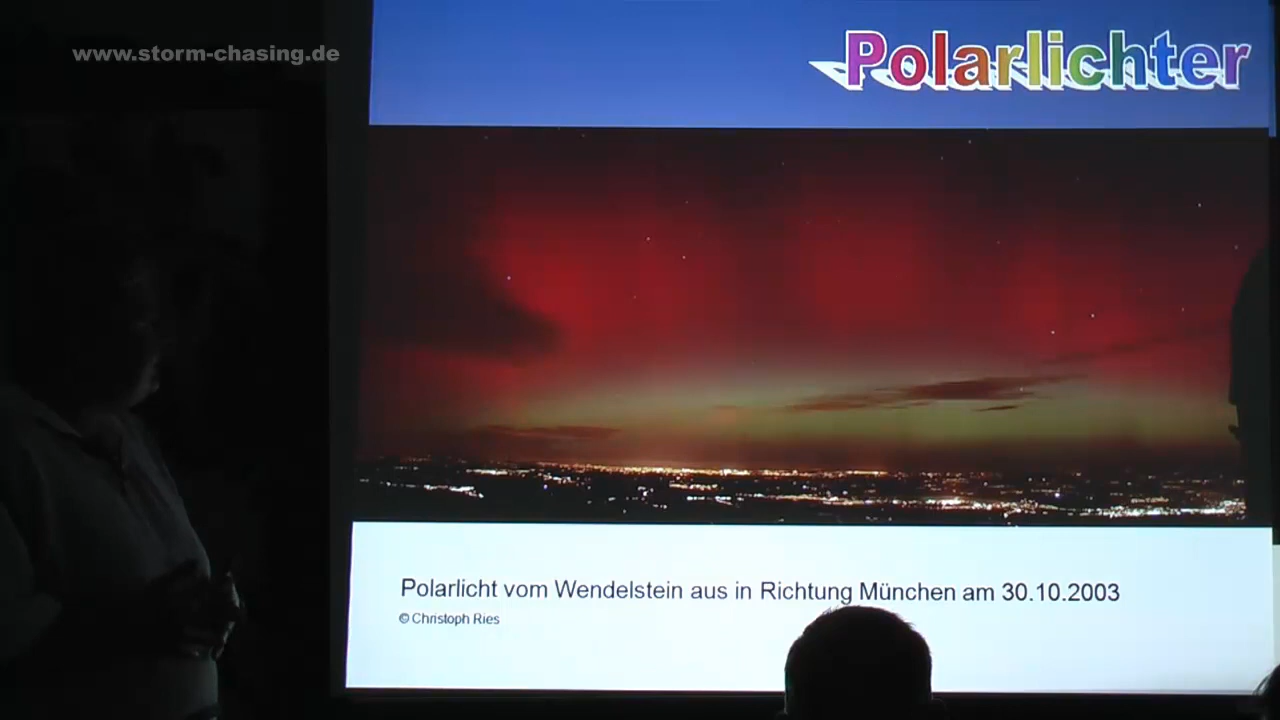 www.storm-chasing.de
Polarlichter
Polarlicht vom Wendelstein aus in Richtung München am 30.10.2003
© Christoph Ries